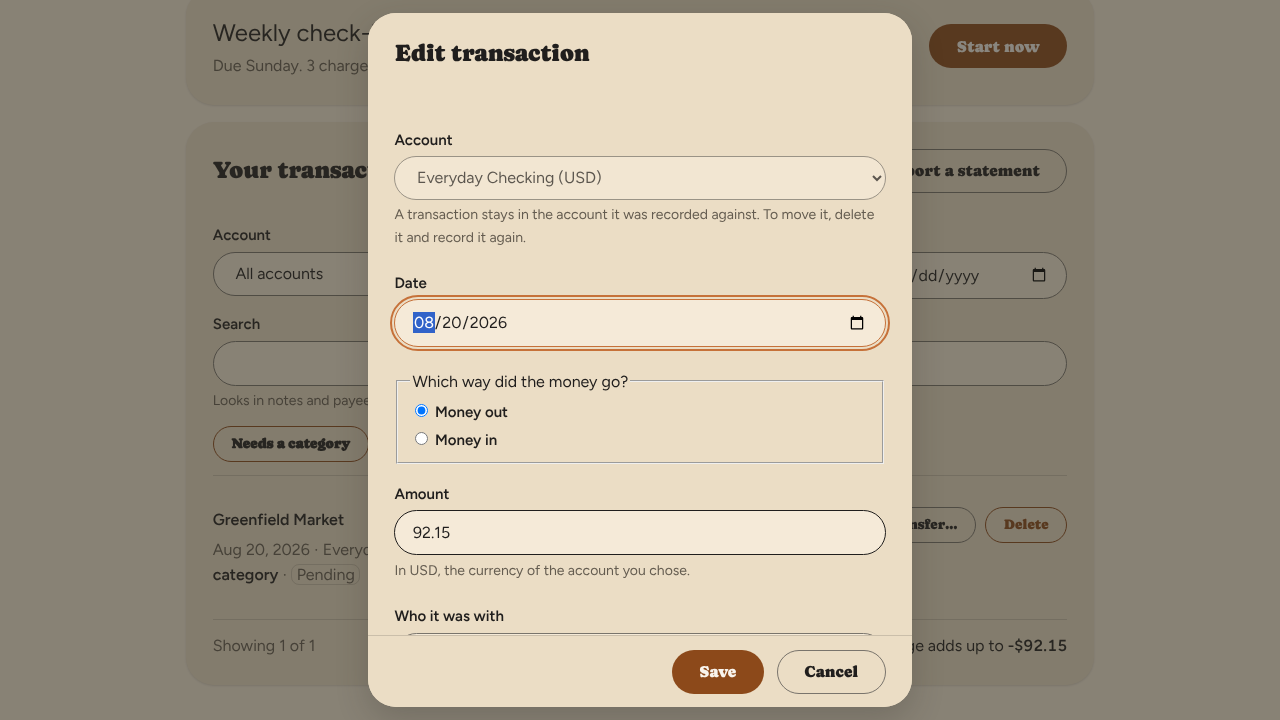 Weekly check-
Due Sunday. 3 charge
Start now
Your transac
ort a statement
Account
All accounts
/dd/yyyy
Search
Looks in notes and payee
Needs a category
Greenfield Market
Aug 20, 2026 · Everyd
category · Pending
nsfer...
Delete
Showing 1 of 1
ge adds up to -$92.15
Edit transaction
Account
Everyday Checking (USD)
A transaction stays in the account it was recorded against. To move it, delete
it and record it again.
Date
08/20/2026
Which way did the money go?
Money out
Money in
Amount
92.15
In USD, the currency of the account you chose.
Who it was with
Save
Cancel